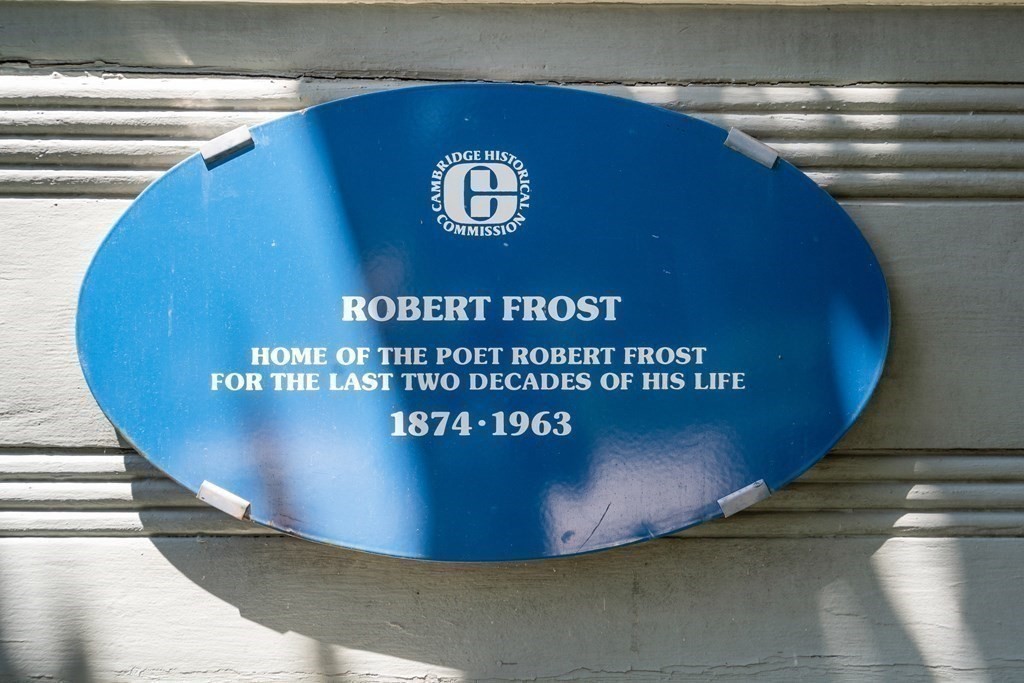 CAMBRIDGE HISTORICAL
COMMISSION
ROBERT FROST
HOME OF THE POET ROBERT FROST
FOR THE LAST TWO DECADES OF HIS LIFE
1874·1963